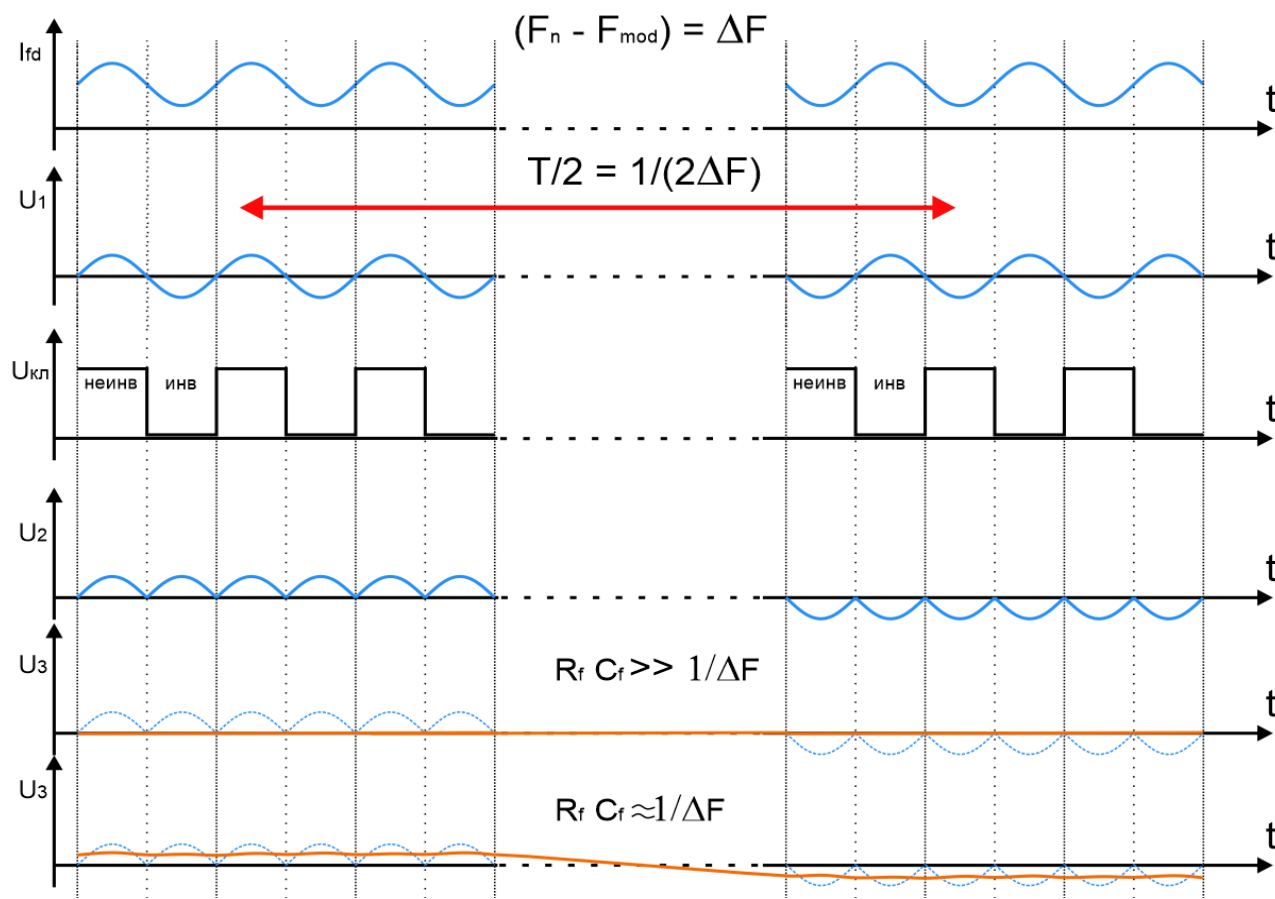 (Fn - Fmod) = ΔF
Ifd
t
T/2 = 1/(2ΔF)
U1
t
Uкл
неинв инв неинв инв
t
U2
t
U3
Rf Cf >> 1/ΔF
t
U3
Rf Cf ≈ 1/ΔF
t